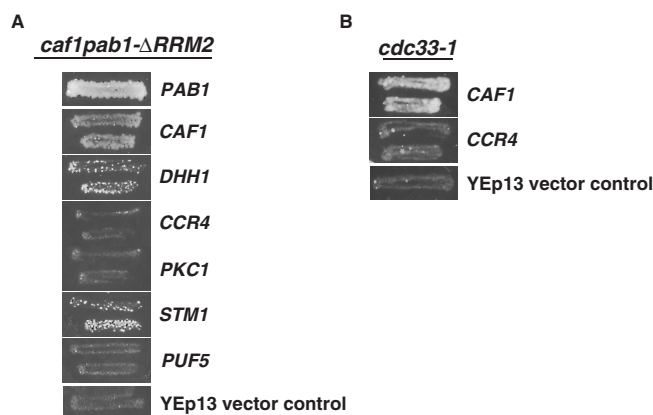 A
caf1pab1-ΔRRM2
PAB1
CAF1
DHH1
CCR4
PKC1
STM1
PUF5
YEp13 vector control
B
cdc33-1
CAF1
CCR4
YEp13 vector control